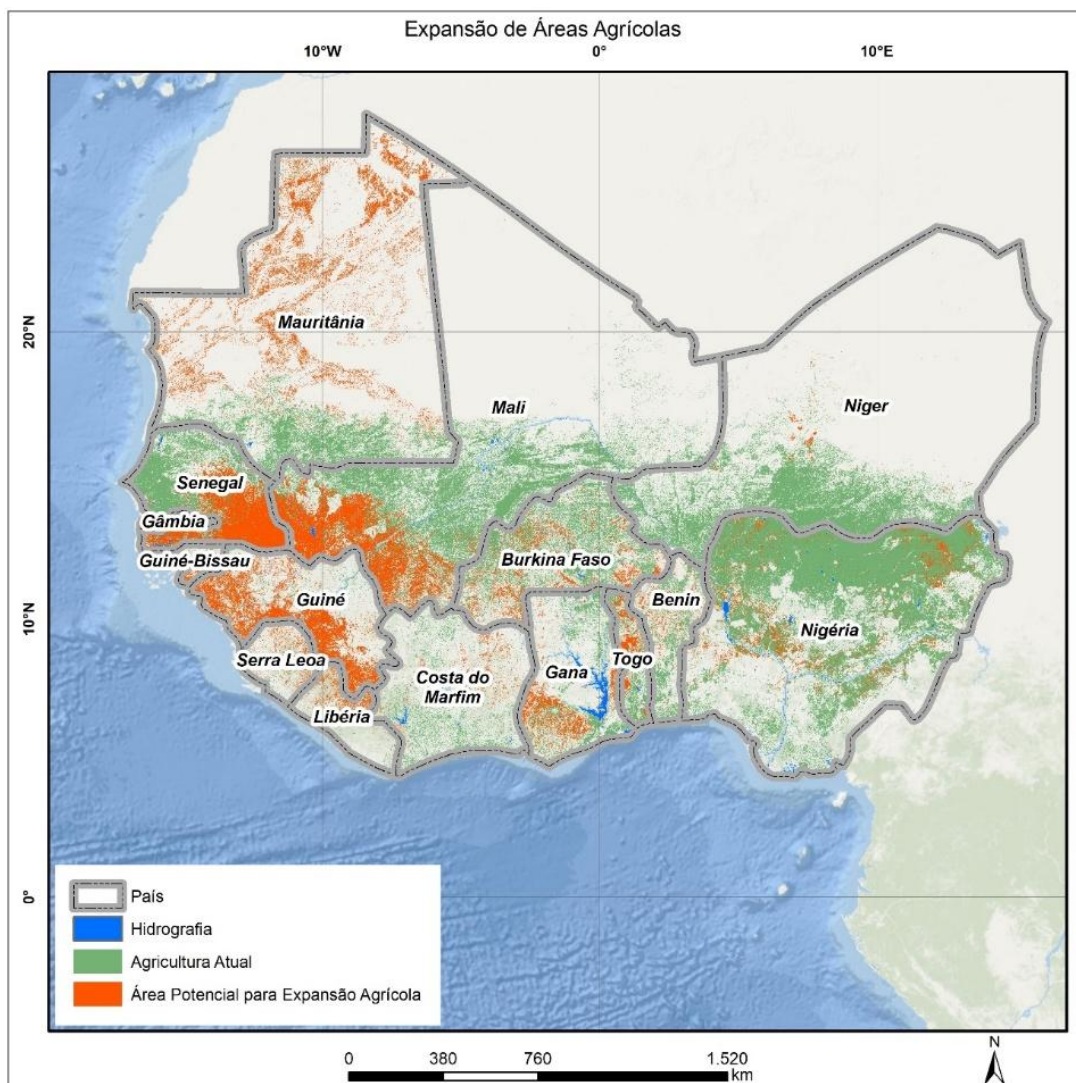 Expansão de Áreas Agrícolas
10°W
0°
10°E
20°N
10°N
0°
Mauritânia
Mali
Niger
Senegal
Gâmbia
Guiné-Bissau
Burkina Faso
Guiné
Benin
Nigéria
Serra Leoa
Togo
Gana
Costa do
Marfim
Libéria
País
Hidrografia
Agricultura Atual
Área Potencial para Expansão Agrícola
N
0
380
760
1.520
km